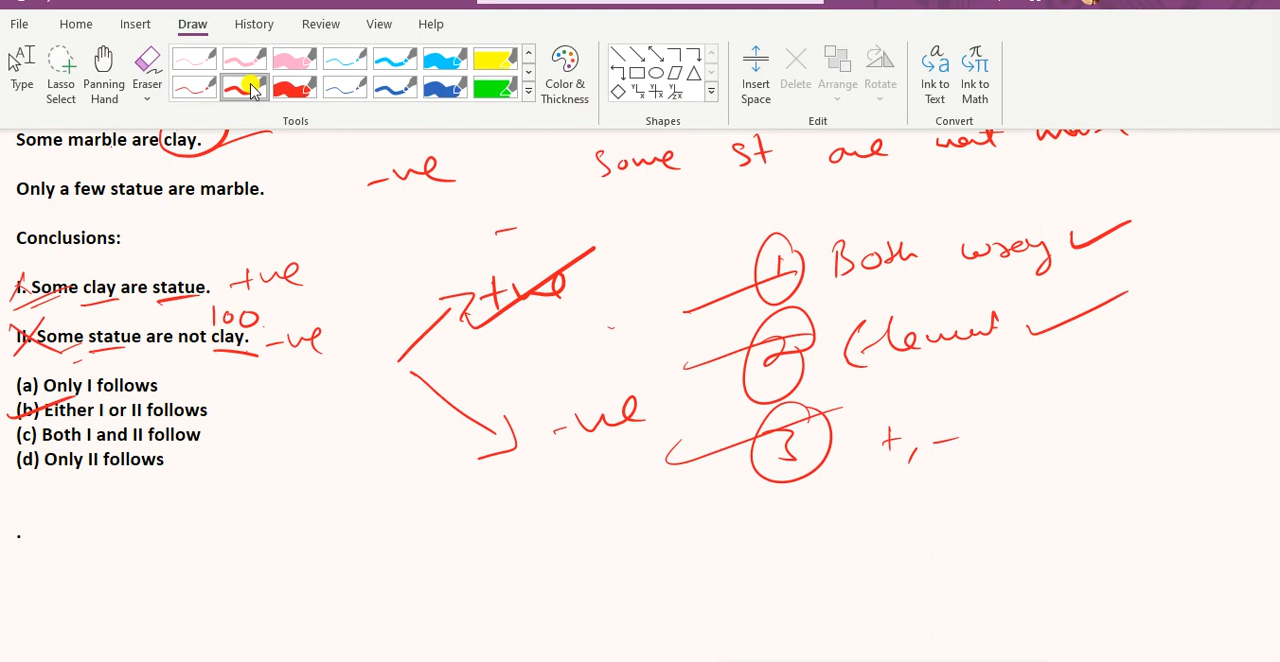 File Home Insert Draw History Review View Help
Type Lasso Select Panning Hand Eraser Color & Thickness Insert Space Delete Arrange Rotate Ink to Text Ink to Math
Tools Shapes Edit Convert
Some marble are clay.
-ve Some st are not
Only a few statue are marble.
Conclusions:
I. Some clay are statue. +ve
+ve
1 Both wrong
100
II. Some statue are not clay. -ve
2 Element
(a) Only I follows
(b) Either I or II follows
-ve
(c) Both I and II follow
3 +, -
(d) Only II follows
.